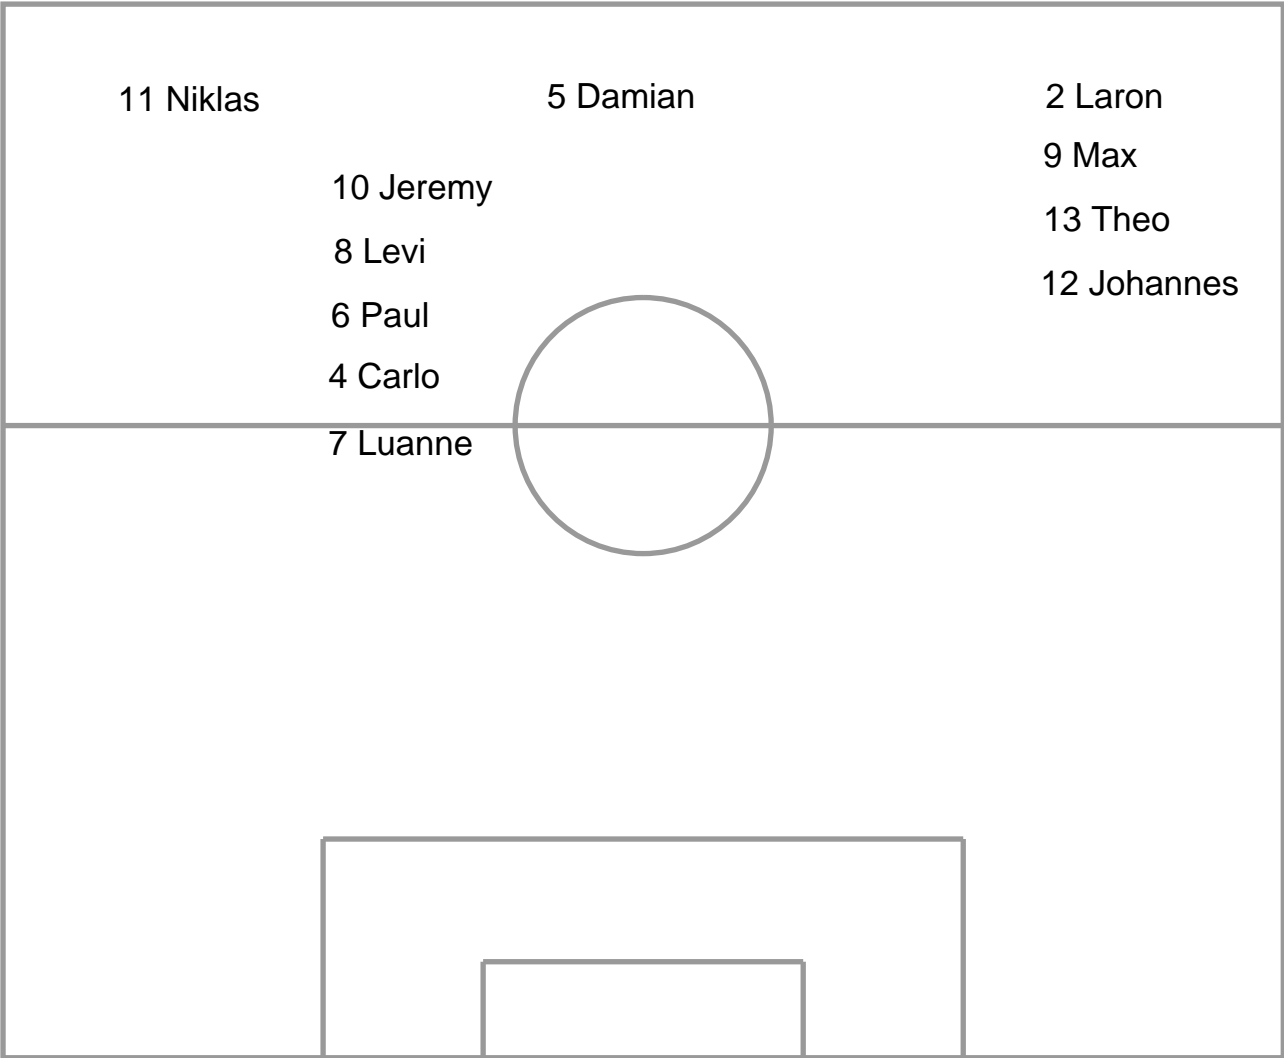 11 Niklas
5 Damian
2 Laron
9 Max
10 Jeremy
13 Theo
8 Levi
12 Johannes
6 Paul
4 Carlo
7 Luanne